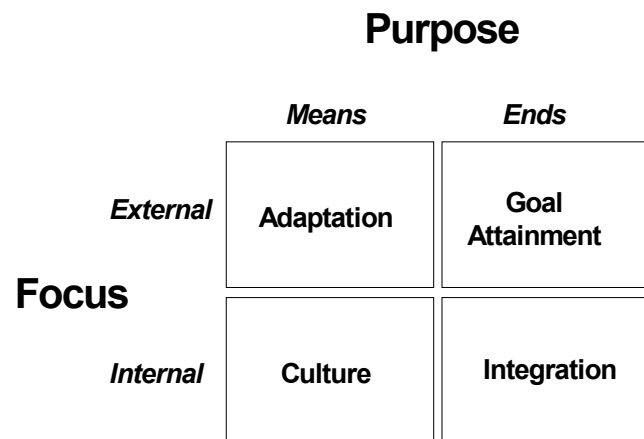 Purpose
Means Ends
External Adaptation Goal
Attainment
Focus
Internal Culture Integration